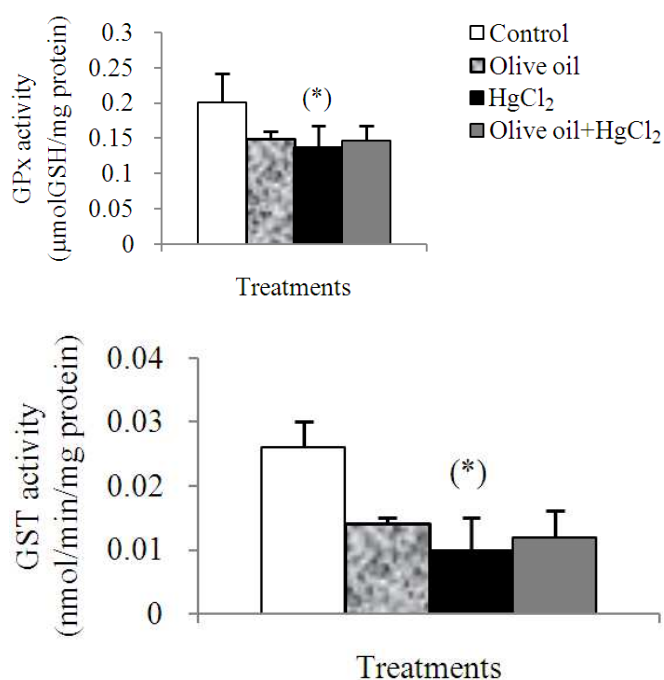 GPx activity
(µmolGSH/mg protein)
0.3
0.25
0.2
0.15
0.1
0.05
0
(*)
Control
Olive oil
HgCl₂
Olive oil+HgCl₂
Treatments
GST activity
(nmol/min/mg protein)
0.04
0.03
0.02
0.01
0
(*)
Treatments